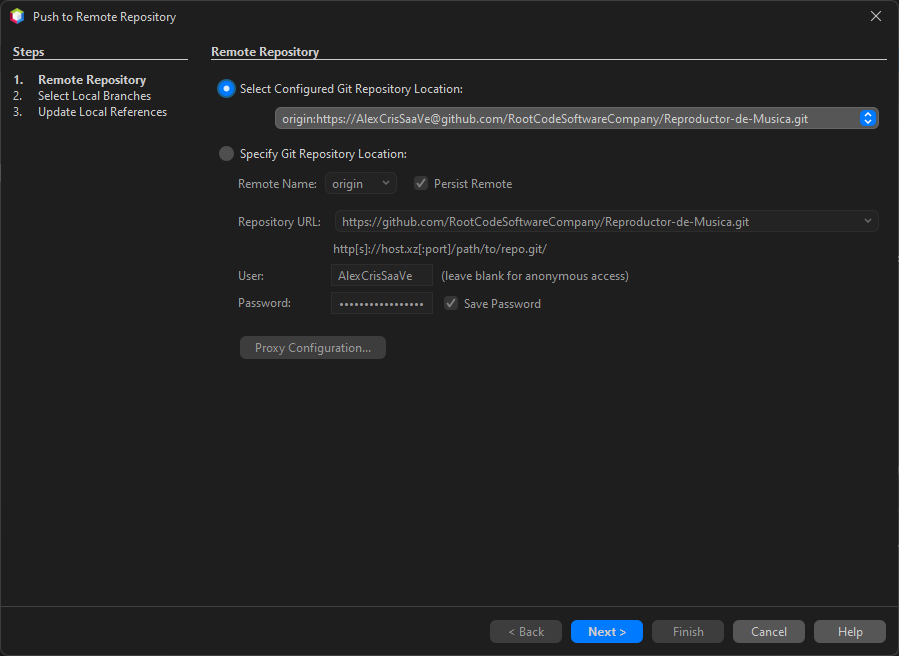 Push to Remote Repository
Steps
1. Remote Repository
2. Select Local Branches
3. Update Local References
Remote Repository
Select Configured Git Repository Location:
origin:https://AlexCrisSaaVe@github.com/RootCodeSoftwareCompany/Reproductor-de-Musica.git
Specify Git Repository Location:
Remote Name: origin Persist Remote
Repository URL: https://github.com/RootCodeSoftwareCompany/Reproductor-de-Musica.git
http[s]://host.xz[:port]/path/to/repo.git/
User: AlexCrisSaaVe (leave blank for anonymous access)
Password: ••••••••••••••••• Save Password
Proxy Configuration...
< Back Next > Finish Cancel Help